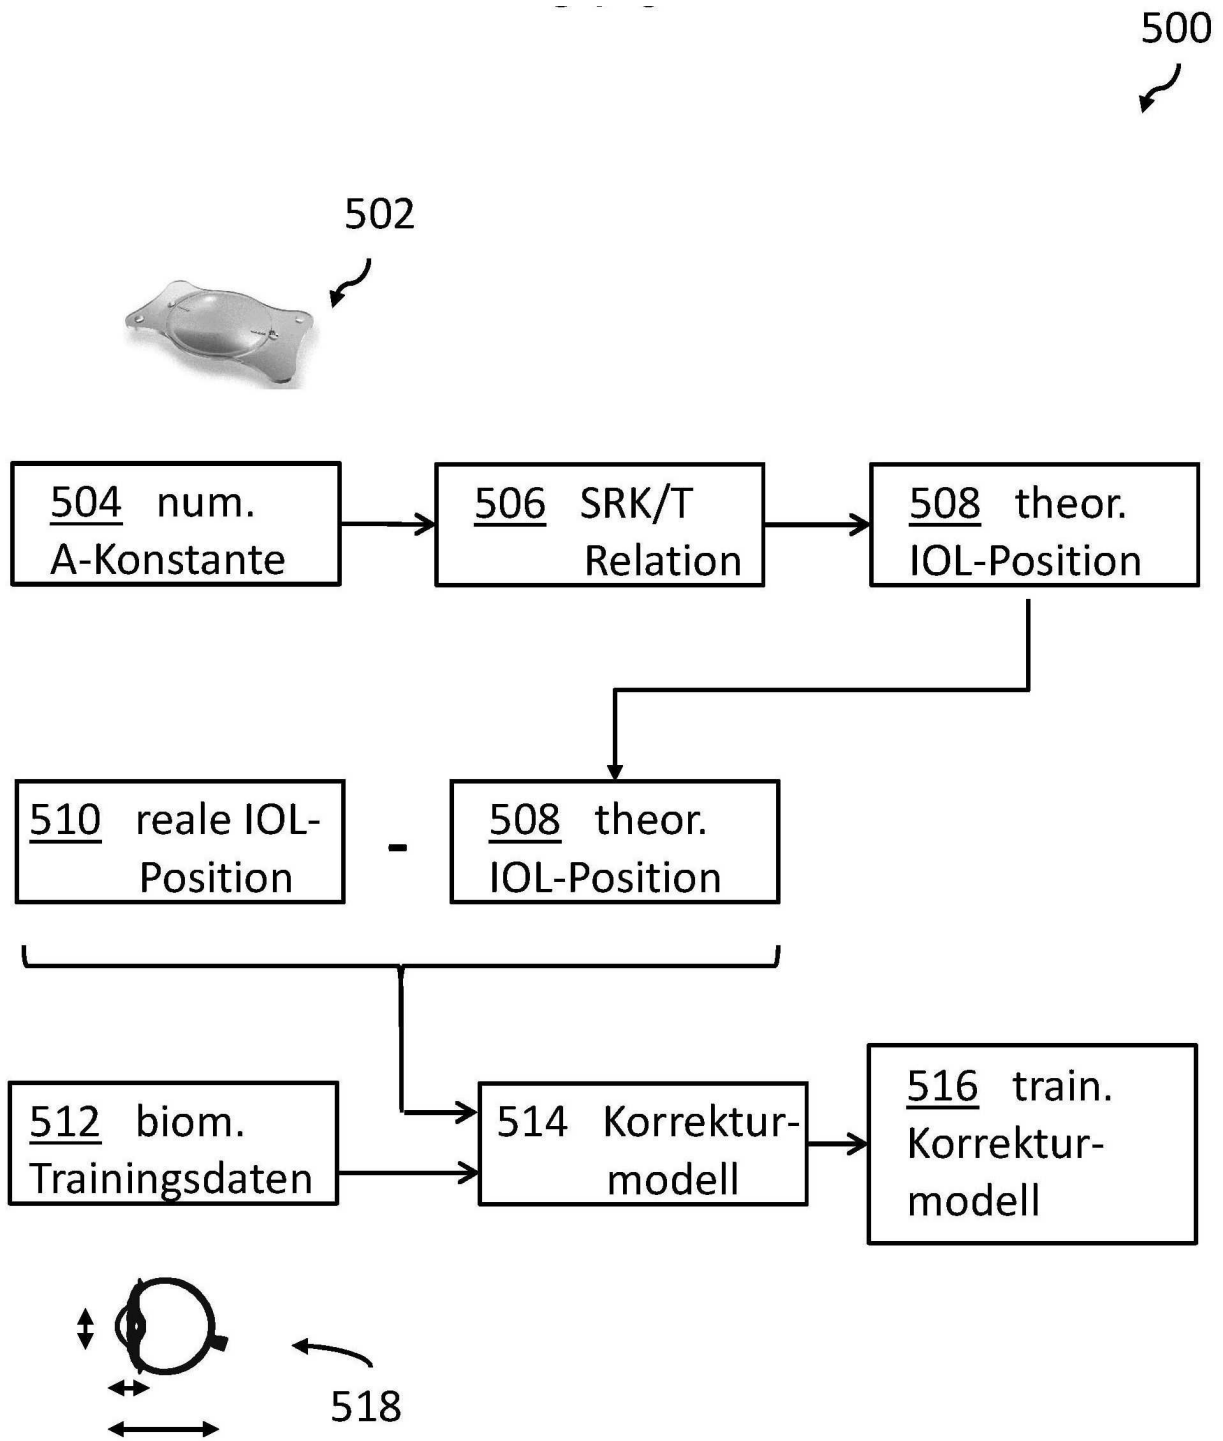 500
502
504 num.
A-Konstante
506 SRK/T
Relation
508 theor.
IOL-Position
510 reale IOL-
Position
-
508 theor.
IOL-Position
512 biom.
Trainingsdaten
514 Korrektur-
modell
516 train.
Korrektur-
modell
518